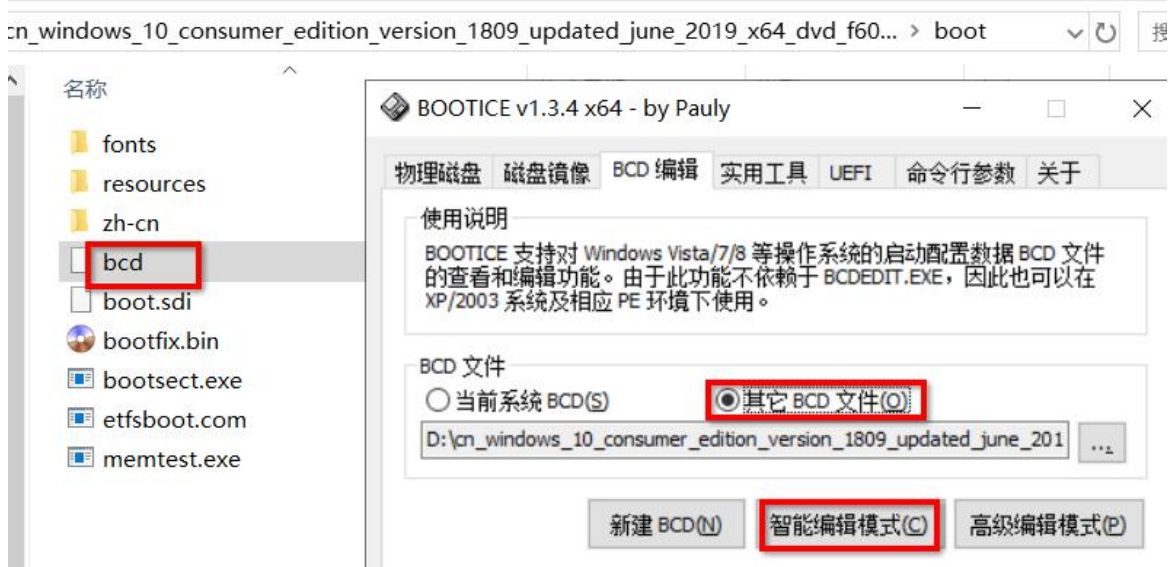 cn_windows_10_consumer_edition_version_1809_updated_june_2019_x64_dvd_f60... > boot
名称
fonts
resources
zh-cn
bcd
boot.sdi
bootfix.bin
bootsect.exe
etfsboot.com
memtest.exe
BOOTICE v1.3.4 x64 - by Pauly
物理磁盘 磁盘镜像 BCD 编辑 实用工具 UEFI 命令行参数 关于
使用说明
BOOTICE 支持对 Windows Vista/7/8 等操作系统的启动配置数据 BCD 文件
的查看和编辑功能。由于此功能不依赖于 BCDEDIT.EXE，因此也可以在
XP/2003 系统及相应 PE 环境下使用。
BCD 文件
当前系统 BCD(S) 其它 BCD 文件(O)
D:\cn_windows_10_consumer_edition_version_1809_updated_june_201 ...
新建 BCD(N) 智能编辑模式(C) 高级编辑模式(P)